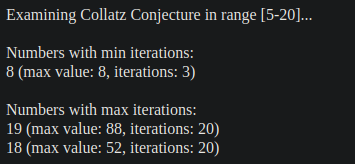 Examining Collatz Conjecture in range [5-20]...
Numbers with min iterations:
8 (max value: 8, iterations: 3)
Numbers with max iterations:
19 (max value: 88, iterations: 20)
18 (max value: 52, iterations: 20)